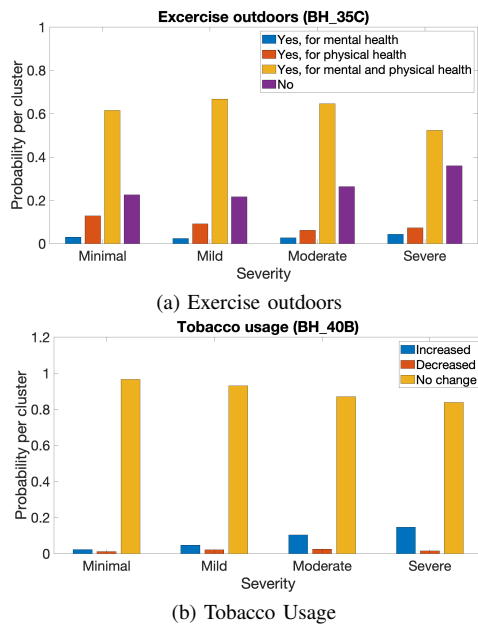 Excercise outdoors (BH_35C)
1
0.8
0.6
0.4
0.2
0
Probability per cluster
Yes, for mental health
Yes, for physical health
Yes, for mental and physical health
No
Minimal Mild Moderate Severe
Severity
(a) Exercise outdoors
Tobacco usage (BH_40B)
1.2
1
0.8
0.6
0.4
0.2
0
Probability per cluster
Increased
Decreased
No change
Minimal Mild Moderate Severe
Severity
(b) Tobacco Usage